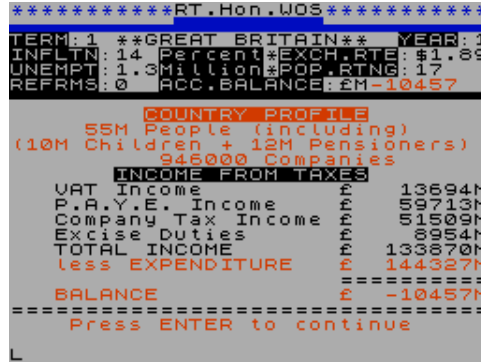 ***********RT.Hon.WOS***********
TERM:1 **GREAT BRITAIN** YEAR:1
INFLTN:14 Percent*EXCH.RTE:$1.89
UNEMPT:1.3Million*POP.RTNG:17
REFRMS:0 ACC.BALANCE:£M-10457
COUNTRY PROFILE
55M People (including)
(10M Children + 12M Pensioners)
946000 Companies
INCOME FROM TAXES
VAT Income £ 13694M
P.A.Y.E. Income £ 59713M
Company Tax Income £ 51509M
Excise Duties £ 8954M
TOTAL INCOME £ 133870M
less EXPENDITURE £ 144327M
=========
BALANCE £ -10457M
================================
Press ENTER to continue
L